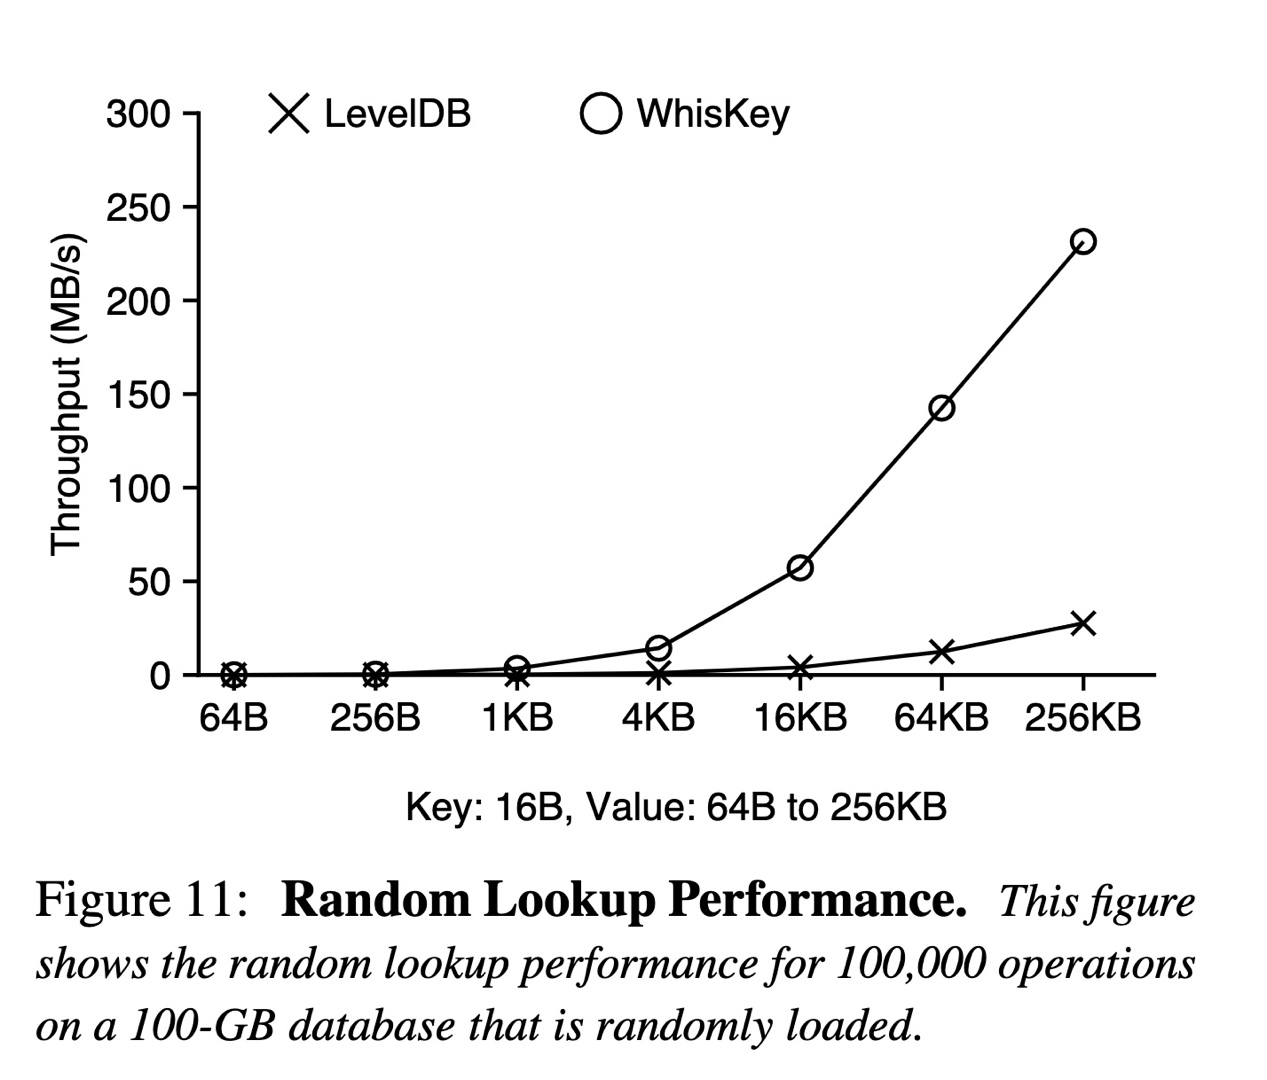 LevelDB WhisKey
300
250
200
150
100
50
0
Throughput (MB/s)
64B 256B 1KB 4KB 16KB 64KB 256KB
Key: 16B, Value: 64B to 256KB
Figure 11: Random Lookup Performance. This figure
shows the random lookup performance for 100,000 operations
on a 100-GB database that is randomly loaded.